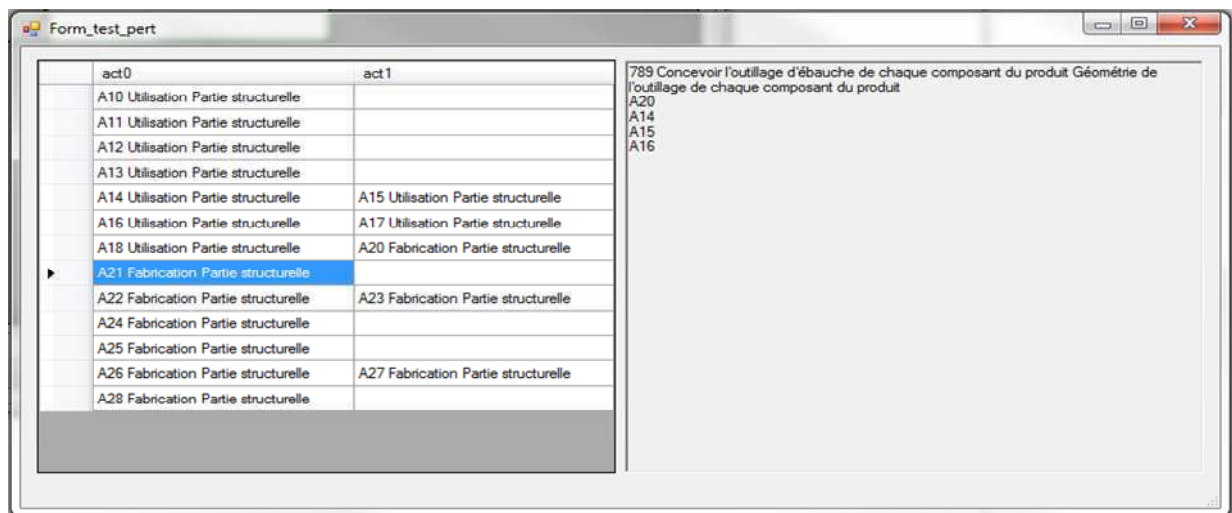 Form_test_pert
act0 act1
A10 Utilisation Partie structurelle
A11 Utilisation Partie structurelle
A12 Utilisation Partie structurelle
A13 Utilisation Partie structurelle
A14 Utilisation Partie structurelle A15 Utilisation Partie structurelle
A16 Utilisation Partie structurelle A17 Utilisation Partie structurelle
A18 Utilisation Partie structurelle A20 Fabrication Partie structurelle
A21 Fabrication Partie structurelle
A22 Fabrication Partie structurelle A23 Fabrication Partie structurelle
A24 Fabrication Partie structurelle
A25 Fabrication Partie structurelle
A26 Fabrication Partie structurelle A27 Fabrication Partie structurelle
A28 Fabrication Partie structurelle
789 Concevoir l'outillage d'ébauche de chaque composant du produit Géométrie de
l'outillage de chaque composant du produit
A20
A14
A15
A16